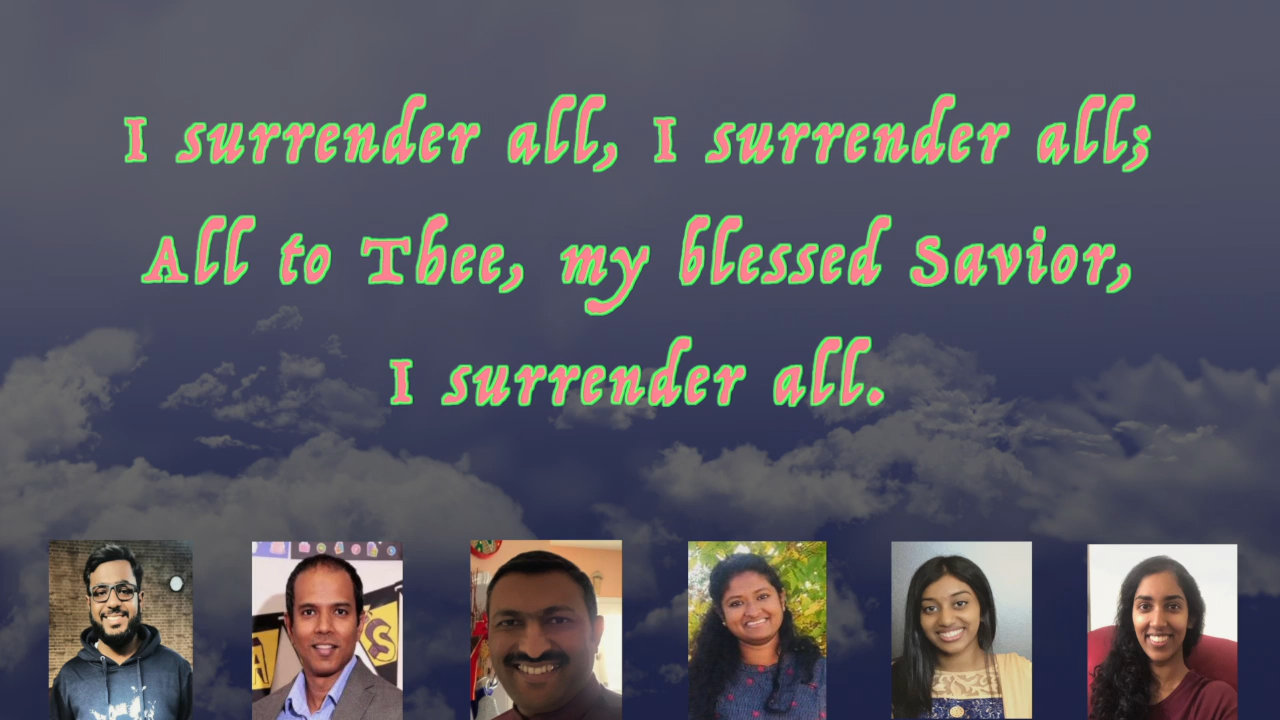 I surrender all, I surrender all;
All to Thee, my blessed Savior,
I surrender all.